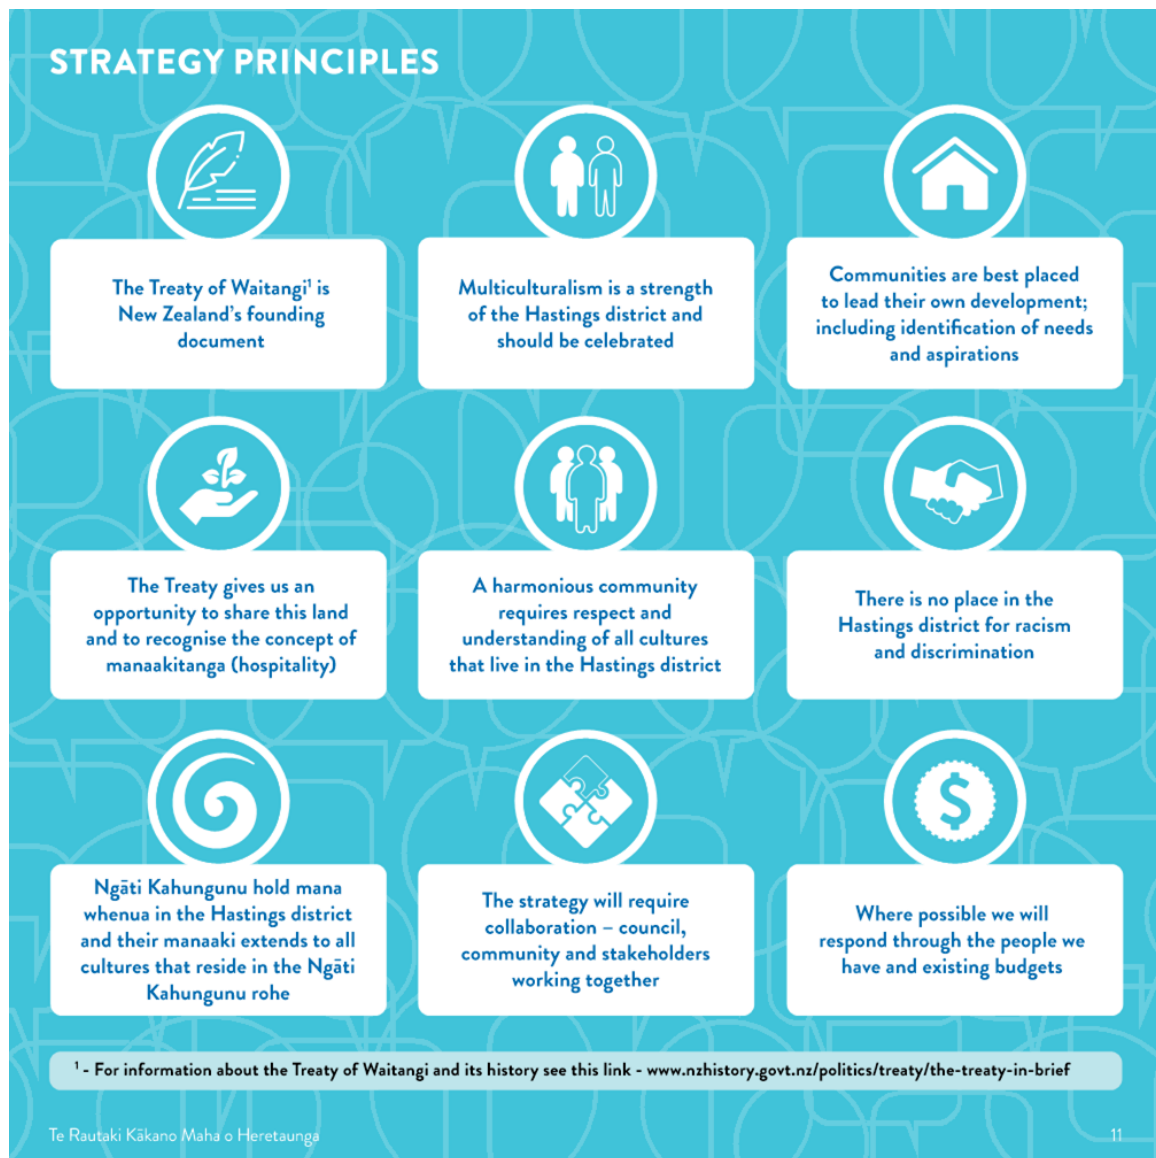 STRATEGY PRINCIPLES
The Treaty of Waitangi¹ is
New Zealand's founding
document
Multiculturalism is a strength
of the Hastings district and
should be celebrated
Communities are best placed
to lead their own development;
including identification of needs
and aspirations
The Treaty gives us an
opportunity to share this land
and to recognise the concept of
manaakitanga (hospitality)
A harmonious community
requires respect and
understanding of all cultures
that live in the Hastings district
There is no place in the
Hastings district for racism
and discrimination
Ngāti Kahungunu hold mana
whenua in the Hastings district
and their manaaki extends to all
cultures that reside in the Ngāti
Kahungunu rohe
The strategy will require
collaboration – council,
community and stakeholders
working together
$
Where possible we will
respond through the people we
have and existing budgets
¹ - For information about the Treaty of Waitangi and its history see this link - www.nzhistory.govt.nz/politics/treaty/the-treaty-in-brief
Te Rautaki Kākano Maha o Heretaunga
11